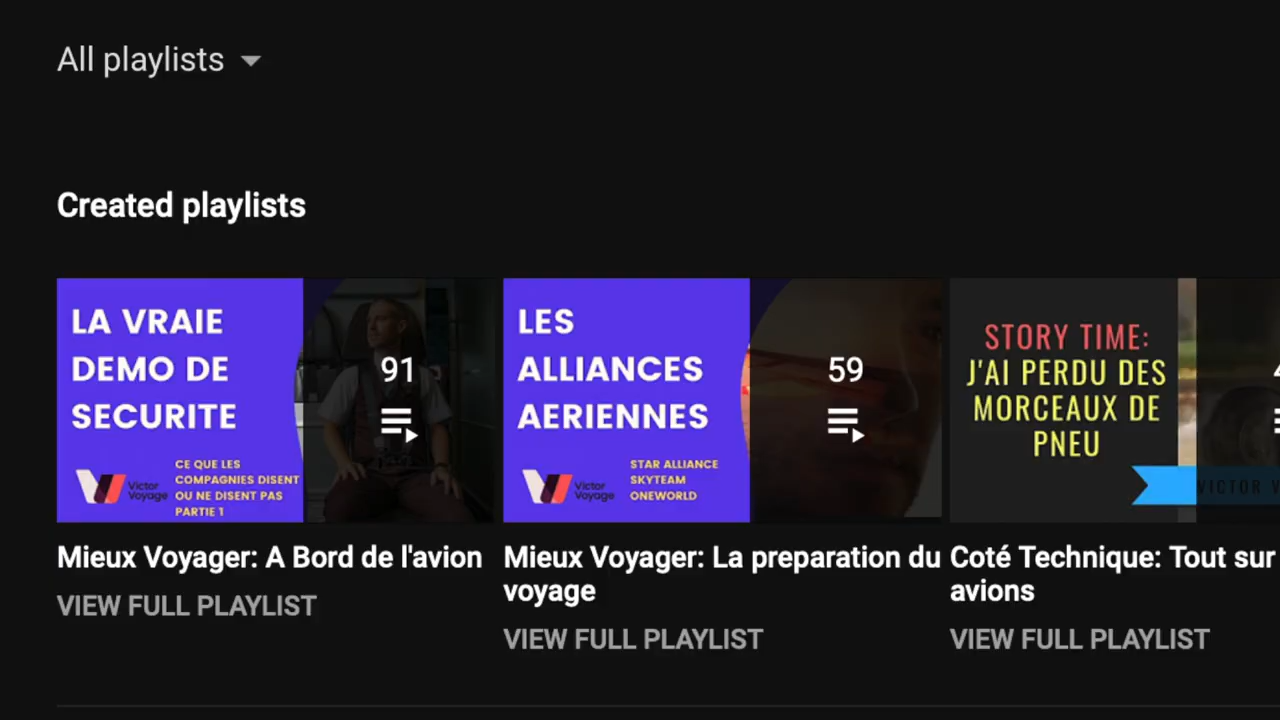 All playlists
Created playlists
LA VRAIE
DEMO DE
SECURITE
Victor
Voyage
CE QUE LES
COMPAGNIES DISENT
OU NE DISENT PAS
PARTIE 1
91
Mieux Voyager: A Bord de l'avion
VIEW FULL PLAYLIST
LES
ALLIANCES
AERIENNES
Victor
Voyage
STAR ALLIANCE
SKYTEAM
ONEWORLD
59
Mieux Voyager: La preparation du
voyage
VIEW FULL PLAYLIST
STORY TIME:
J'AI PERDU DES
MORCEAUX DE
PNEU
VICTOR
Coté Technique: Tout sur
avions
VIEW FULL PLAYLIST